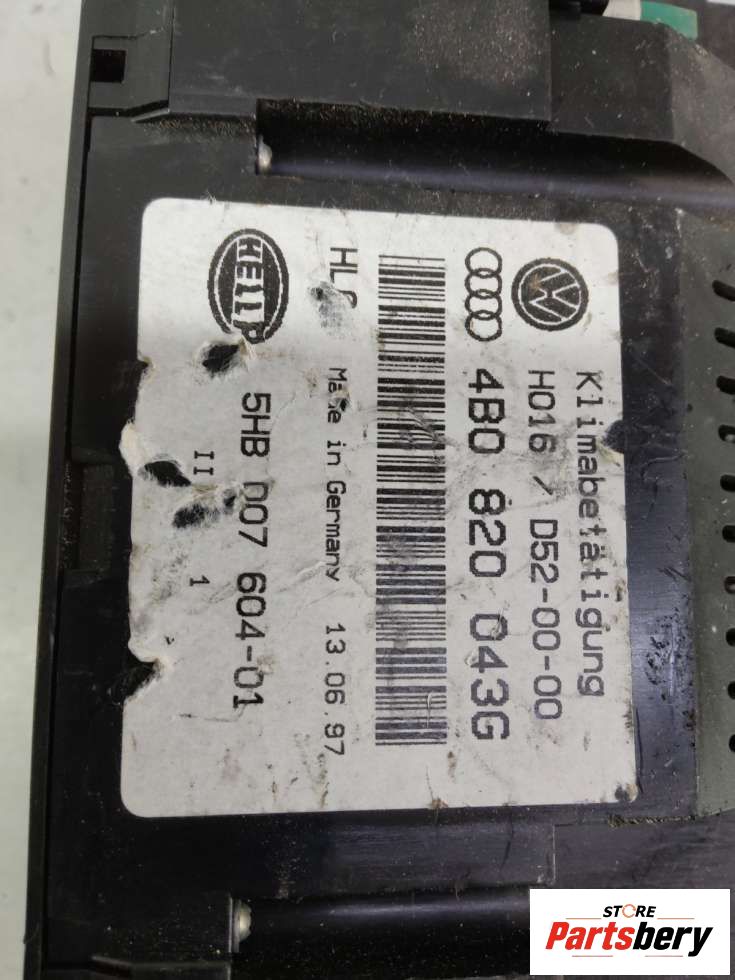 Klimabetätigung
H016 / D52-00-00
4B0 820 043G
Made in Germany 13.06.97
HELLA
5HB 007 604-01
II 1
STORE
Partsbery